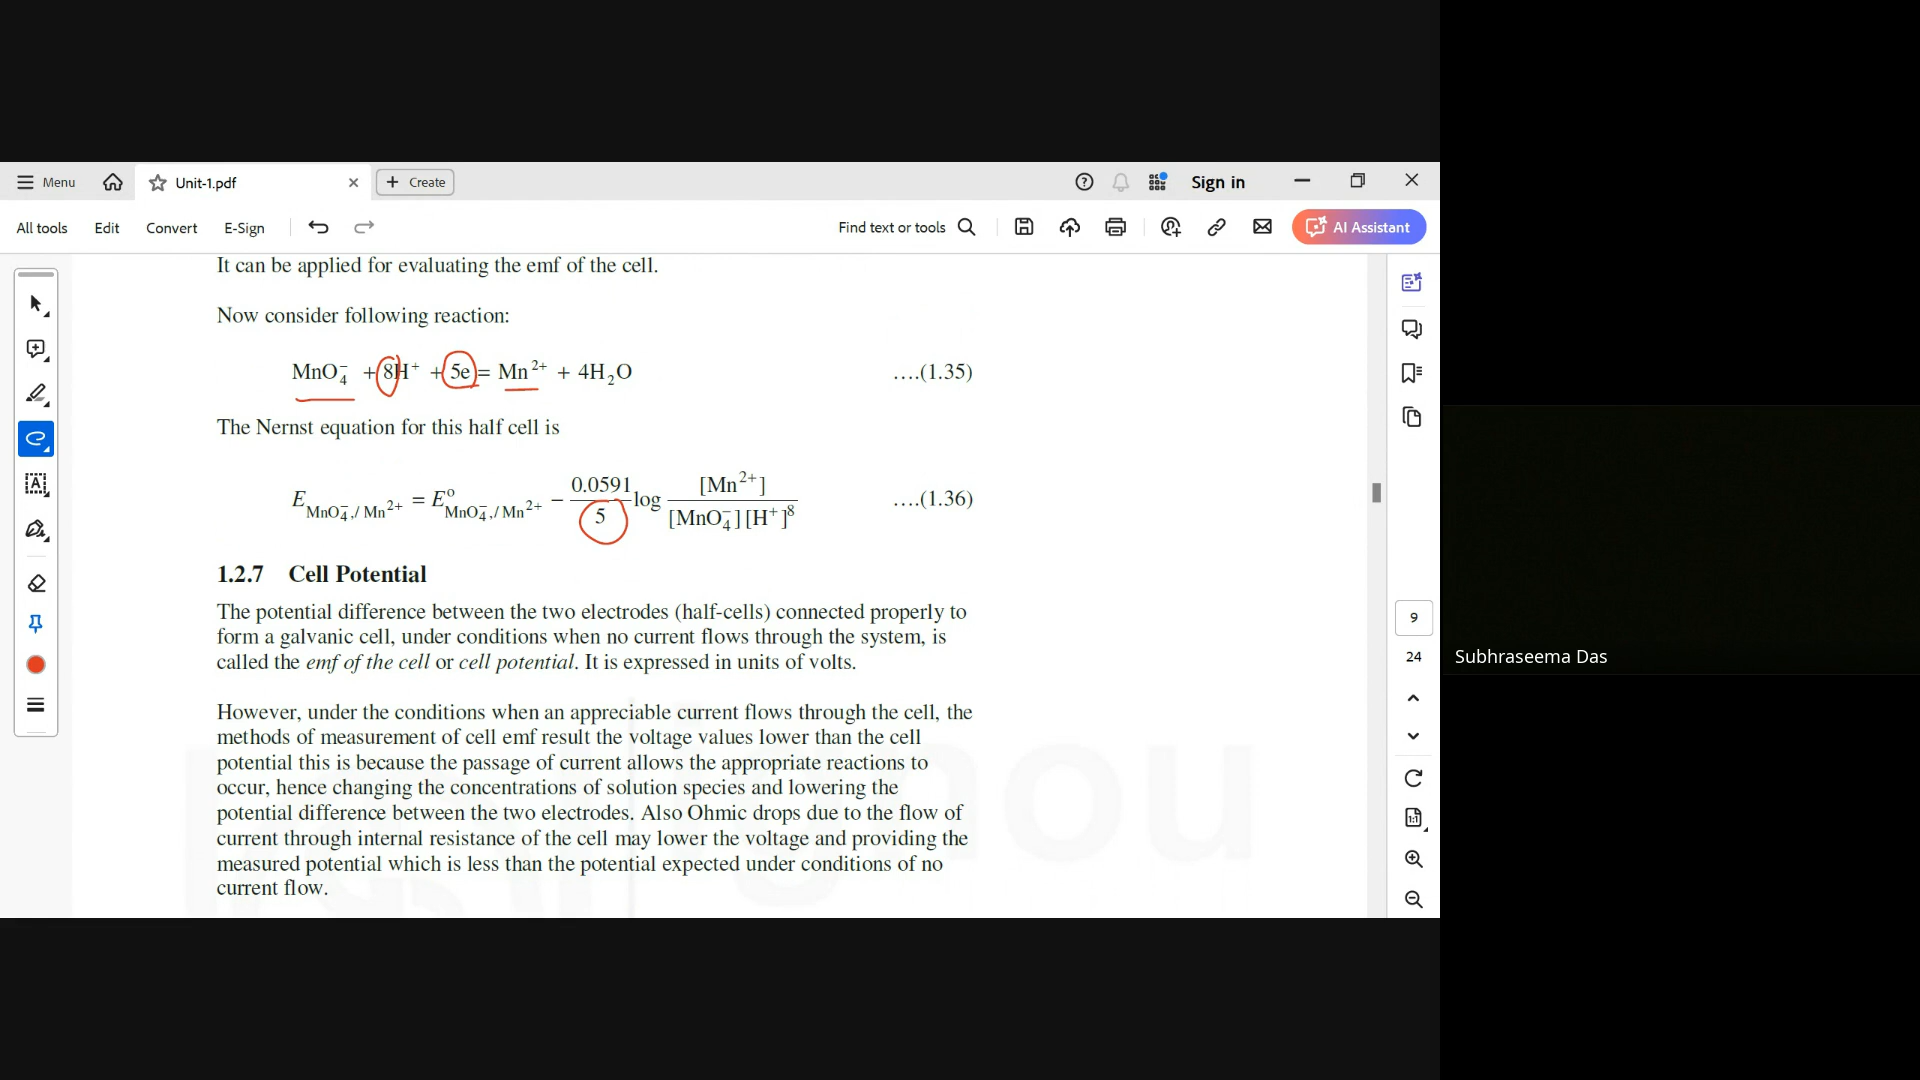 Menu
Unit-1.pdf
Create
Sign in
All tools
Edit
Convert
E-Sign
Find text or tools
AI Assistant
It can be applied for evaluating the emf of the cell.
Now consider following reaction:
MnO₄⁻ + 8H⁺ + 5e = Mn²⁺ + 4H₂O ....(1.35)
The Nernst equation for this half cell is
E MnO₄⁻,/ Mn²⁺ = E° MnO₄⁻,/ Mn²⁺ − 0.0591/5 log [Mn²⁺]/[MnO₄⁻][H⁺]⁸ ....(1.36)
1.2.7 Cell Potential
The potential difference between the two electrodes (half-cells) connected properly to
form a galvanic cell, under conditions when no current flows through the system, is
called the emf of the cell or cell potential. It is expressed in units of volts.
However, under the conditions when an appreciable current flows through the cell, the
methods of measurement of cell emf result the voltage values lower than the cell
potential this is because the passage of current allows the appropriate reactions to
occur, hence changing the concentrations of solution species and lowering the
potential difference between the two electrodes. Also Ohmic drops due to the flow of
current through internal resistance of the cell may lower the voltage and providing the
measured potential which is less than the potential expected under conditions of no
current flow.
9
24
Subhraseema Das